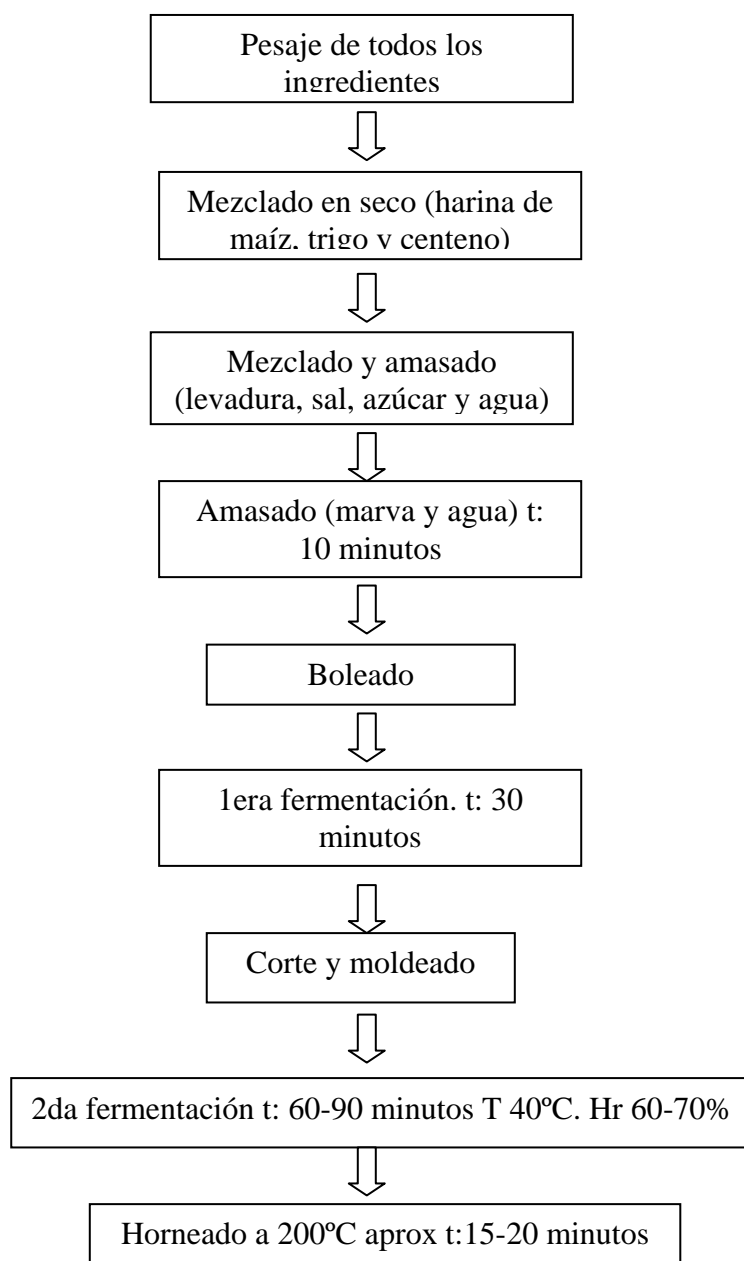 Pesaje de todos los
ingredientes
Mezclado en seco (harina de
maíz, trigo y centeno)
Mezclado y amasado
(levadura, sal, azúcar y agua)
Amasado (marva y agua) t:
10 minutos
Boleado
1era fermentación. t: 30
minutos
Corte y moldeado
2da fermentación t: 60-90 minutos T 40ºC. Hr 60-70%
Horneado a 200ºC aprox t:15-20 minutos